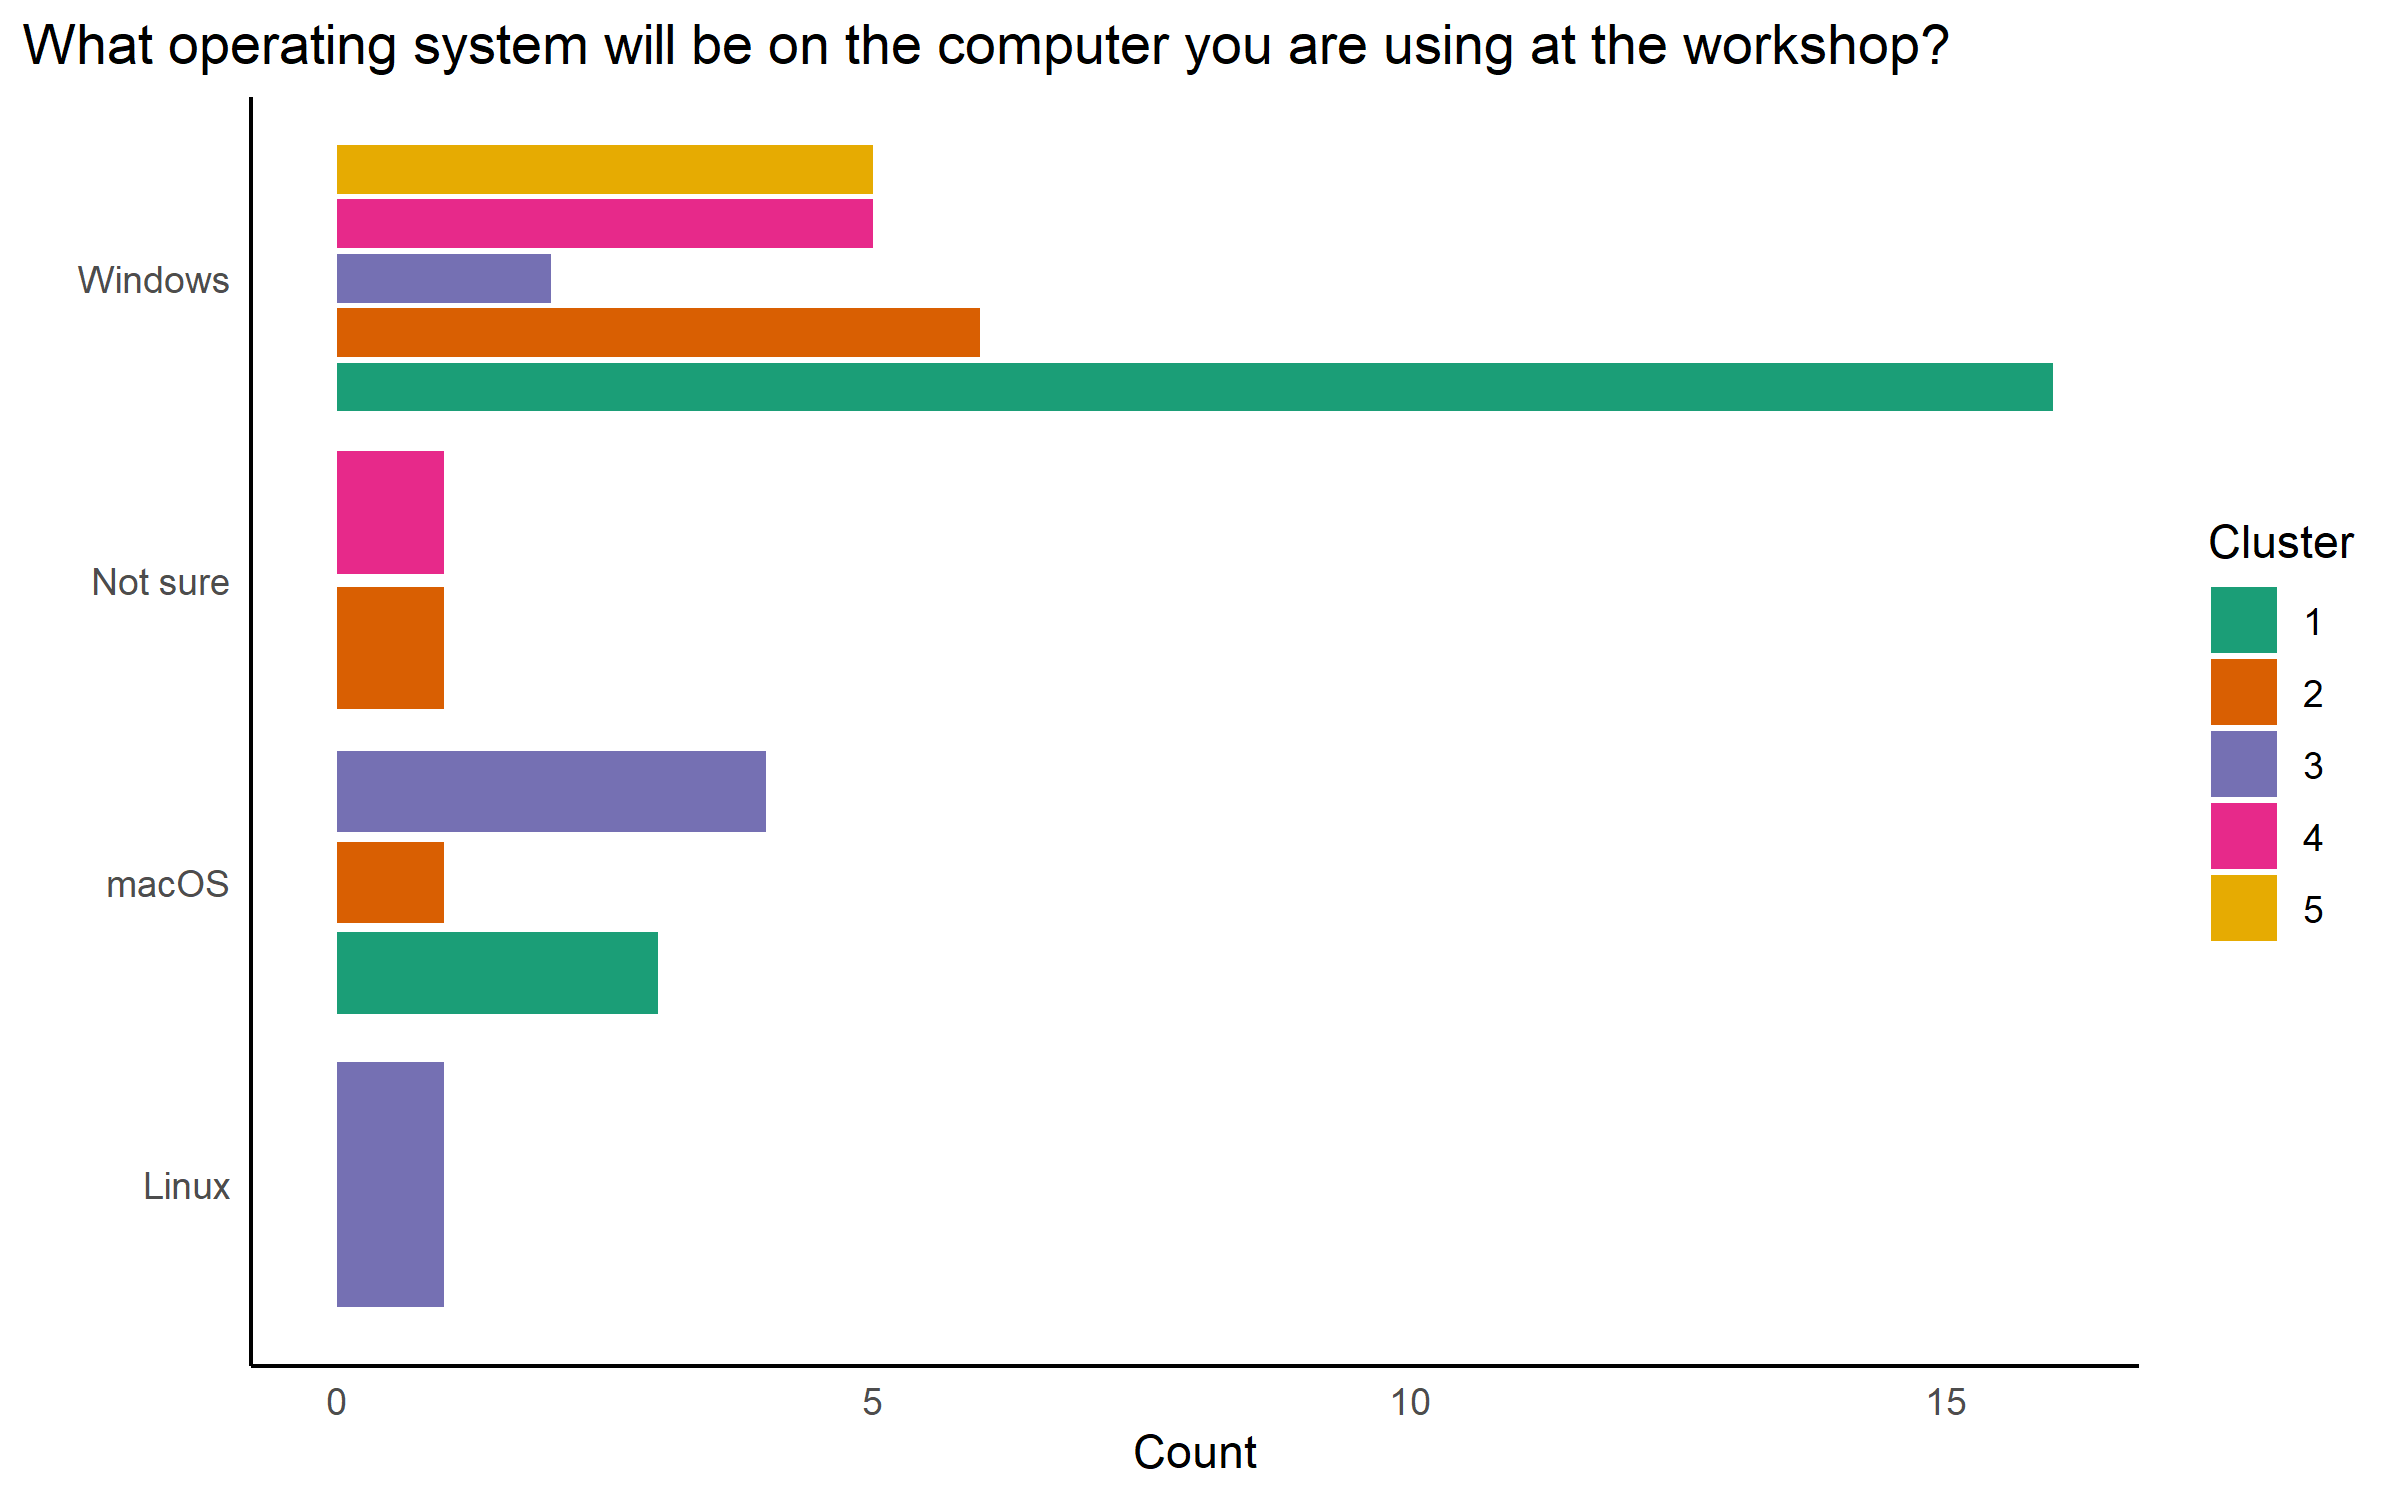 What operating system will be on the computer you are using at the workshop?
Windows
Not sure
macOS
Linux
0 5 10 15
Count
Cluster
1
2
3
4
5